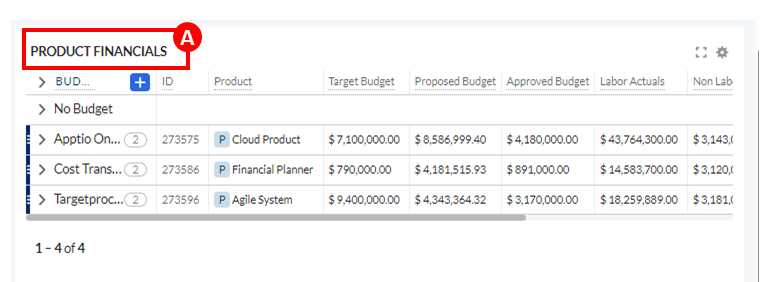 A
PRODUCT FINANCIALS
BUD... + ID Product Target Budget Proposed Budget Approved Budget Labor Actuals Non Lab
No Budget
Apptio On... 2 273575 P Cloud Product $ 7,100,000.00 $ 8,586,999.40 $ 4,180,000.00 $ 43,764,300.00 $ 3,143,
Cost Trans... 2 273586 P Financial Planner $ 790,000.00 $ 4,181,515.93 $ 891,000.00 $ 14,583,700.00 $ 3,120,
Targetproc... 2 273596 P Agile System $ 9,400,000.00 $ 4,343,364.32 $ 3,170,000.00 $ 18,259,889.00 $ 3,181,
1 – 4 of 4